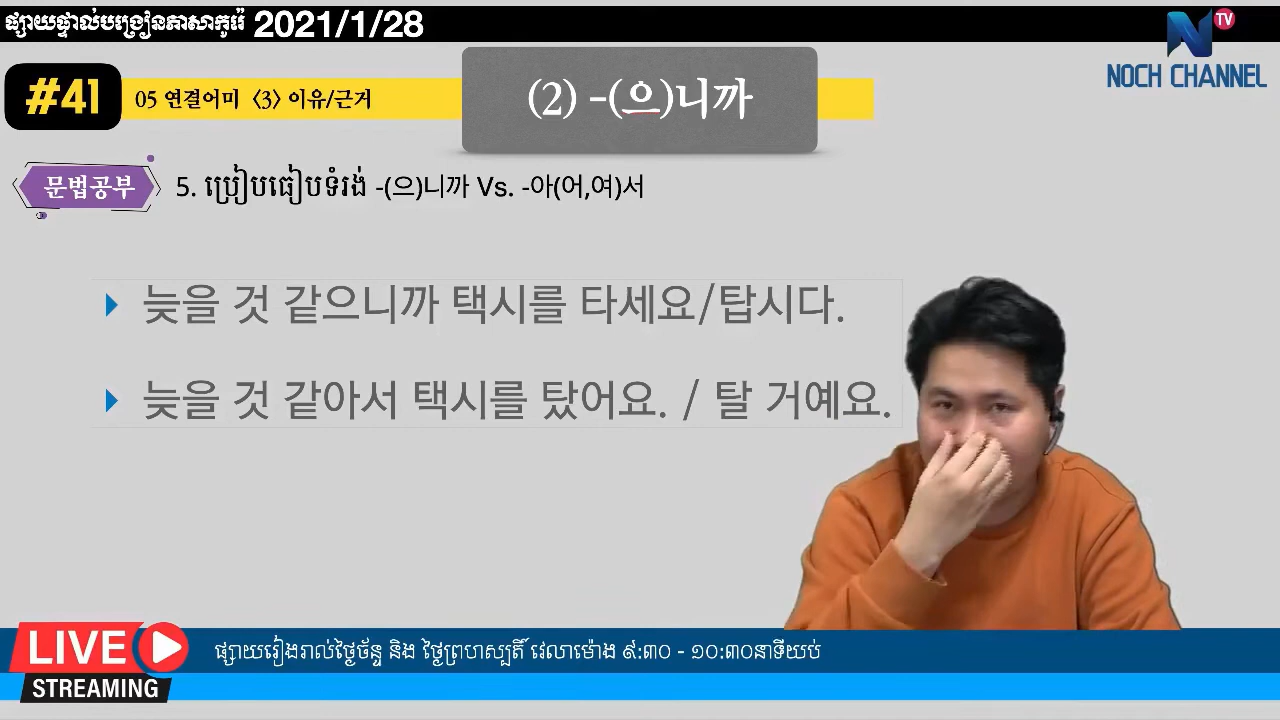 ផ្សាយផ្ទាល់បង្រៀនភាសាកូរ៉េ 2021/1/28
TV
NOCH CHANNEL
#41 05 연결어미 〈3〉 이유/근거
(2) -(으)니까
문법공부 5. ប្រៀបធៀបទំរង់ -(으)니까 Vs. -아(어,여)서
늦을 것 같으니까 택시를 타세요/탑시다.
늦을 것 같아서 택시를 탔어요. / 탈 거예요.
LIVE ផ្សាយរៀងរាល់ថ្ងៃច័ន្ទ និង ថ្ងៃព្រហស្បតិ៍ វេលាម៉ោង ៩:៣០ - ១០:៣០នាទីយប់
STREAMING